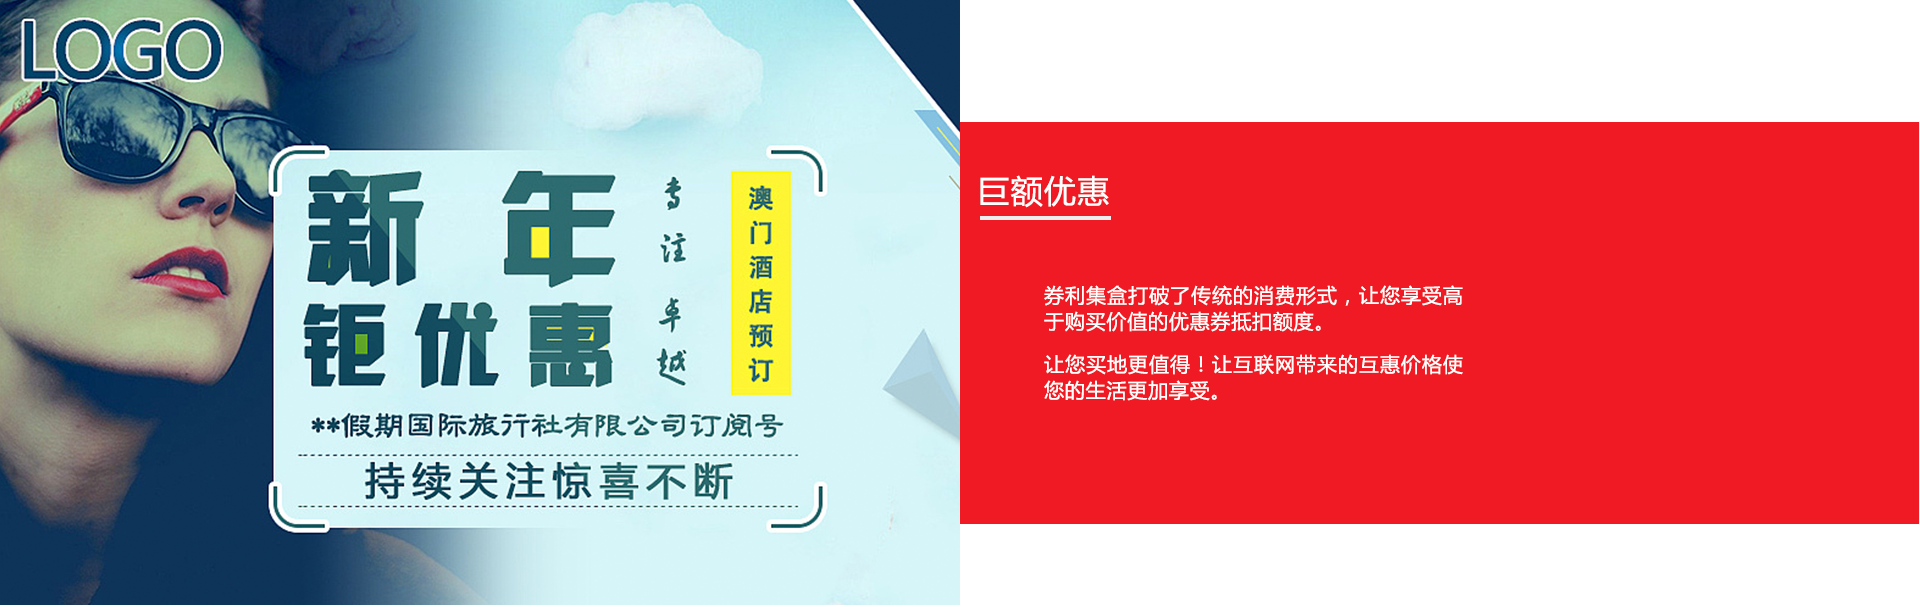 LOGO
新年
钜优惠
专注卓越
澳门酒店预订
**假期国际旅行社有限公司订阅号
持续关注惊喜不断
巨额优惠
券利集盒打破了传统的消费形式，让您享受高
于购买价值的优惠券抵扣额度。
让您买地更值得！让互联网带来的互惠价格使
您的生活更加享受。